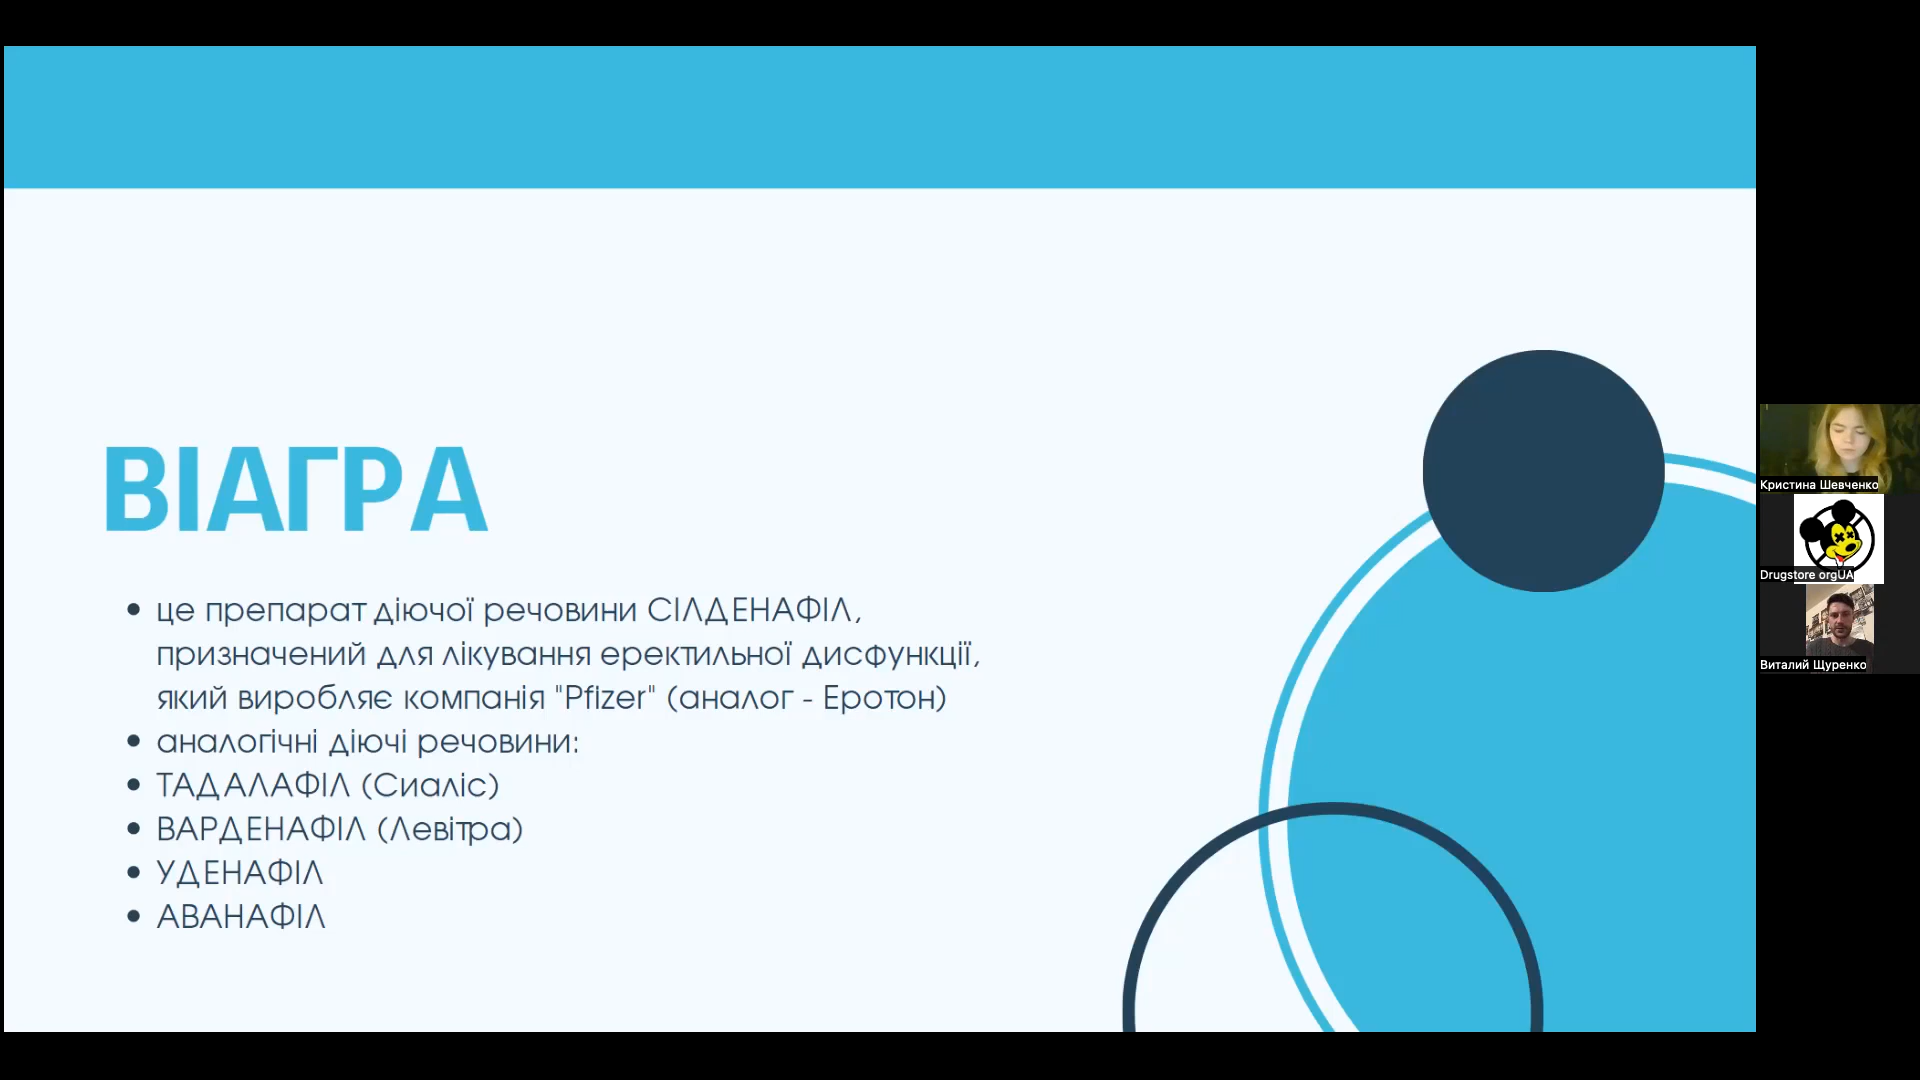 ВІАГРА
• це препарат діючої речовини СІЛДЕНАФІЛ,
призначений для лікування еректильної дисфункції,
який виробляє компанія "Pfizer" (аналог - Еротон)
• аналогічні діючі речовини:
• ТАДАЛАФІЛ (Сиаліс)
• ВАРДЕНАФІЛ (Левітра)
• УДЕНАФІЛ
• АВАНАФІЛ
Кристина Шевченко
Drugstore orgUA
Виталий Щуренко